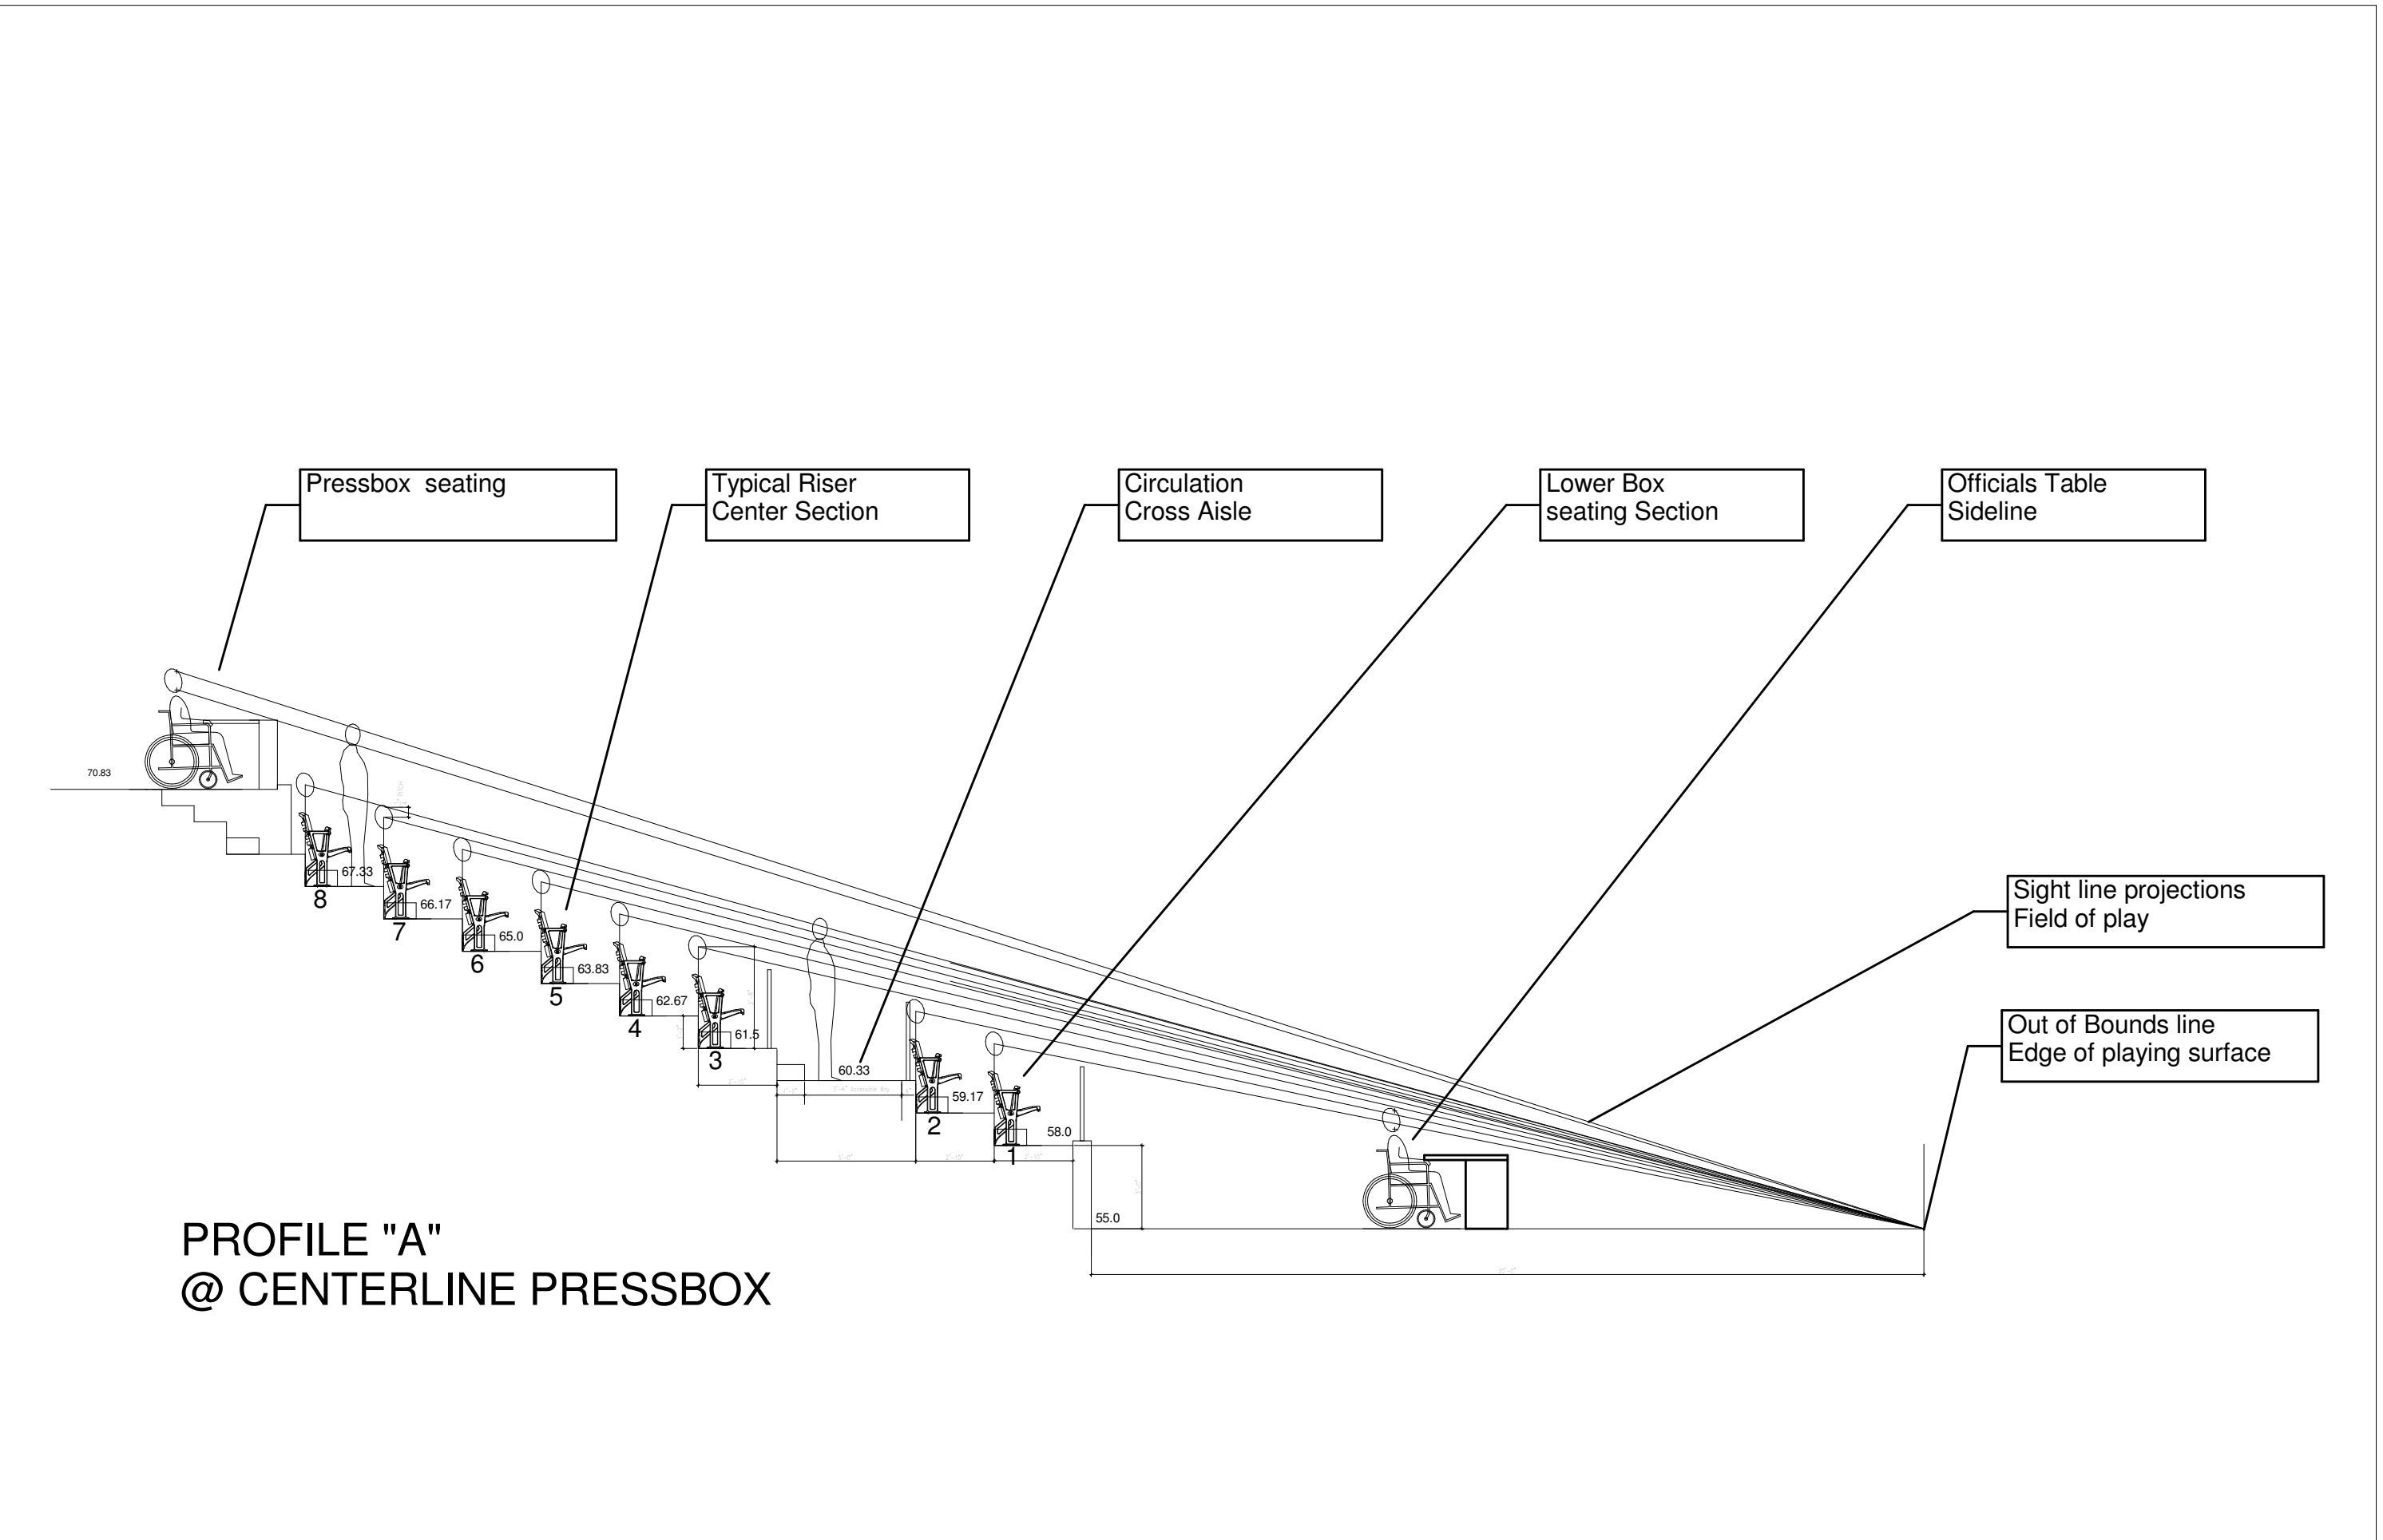 Pressbox  seating
Typical Riser
Center Section
Circulation
Cross Aisle
Lower Box
seating Section
Officials Table
Sideline
70.83
67.33
8
66.17
7
65.0
6
63.83
5
62.67
4
61.5
3
60.33
59.17
2
58.0
1
55.0
Sight line projections
Field of play
Out of Bounds line
Edge of playing surface
PROFILE "A"
@ CENTERLINE PRESSBOX